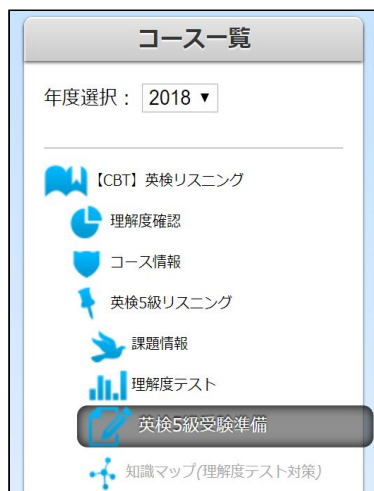 コース一覧
年度選択： 2018 ▼
【CBT】英検リスニング
理解度確認
コース情報
英検5級リスニング
課題情報
理解度テスト
英検5級受験準備
知識マップ(理解度テスト対策)